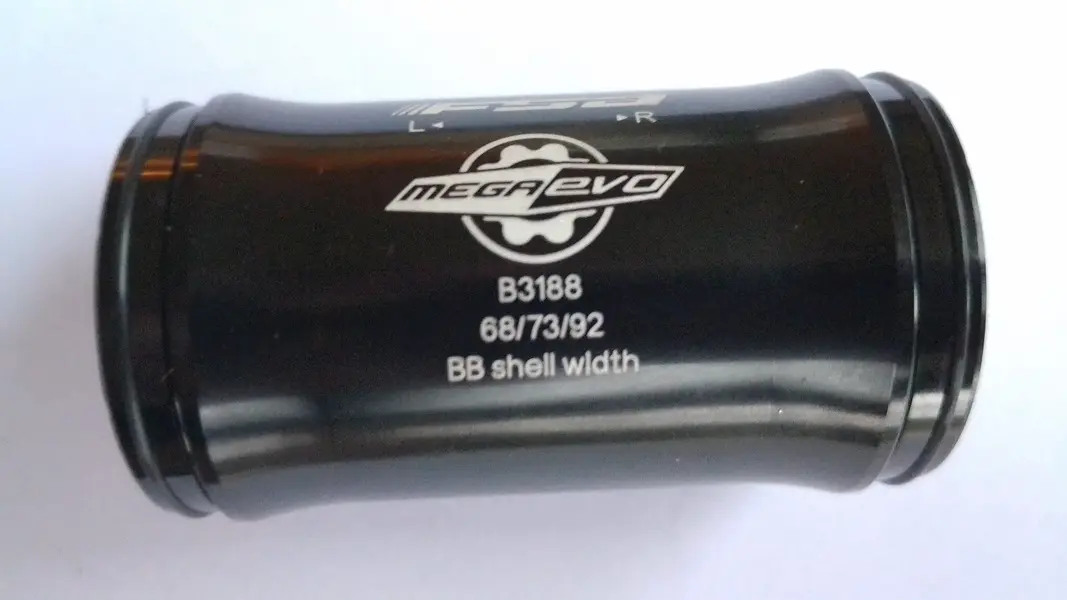 FSA
L R
MEGA evo
B3188
68/73/92
BB shell width